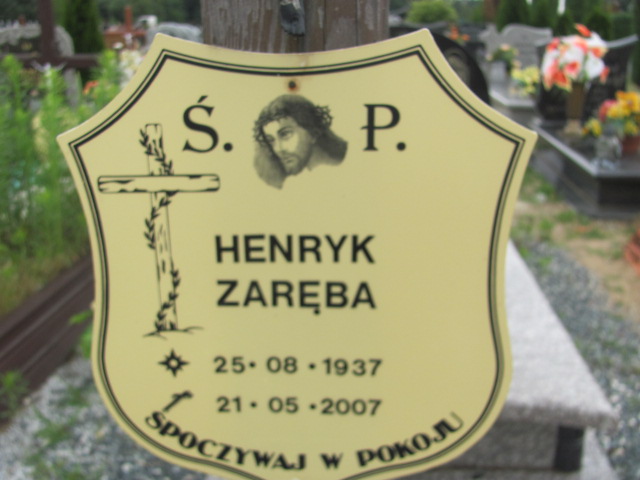 Ś. P.
HENRYK
ZARĘBA
25 • 08 • 1937
21 • 05 • 2007
SPOCZYWAJ W POKOJU